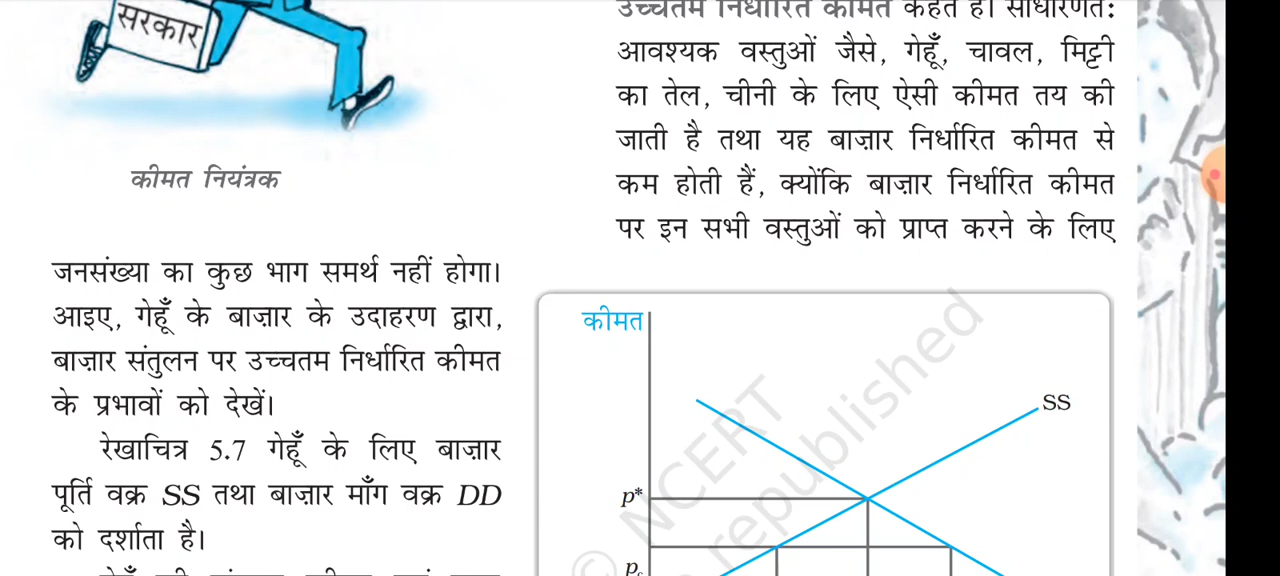 सरकार
कीमत नियंत्रक
उच्चतम निर्धारित कीमत कहते हैं। साधारणत:
आवश्यक वस्तुओं जैसे, गेहूँ, चावल, मिट्टी
का तेल, चीनी के लिए ऐसी कीमत तय की
जाती है तथा यह बाज़ार निर्धारित कीमत से
कम होती हैं, क्योंकि बाज़ार निर्धारित कीमत
पर इन सभी वस्तुओं को प्राप्त करने के लिए
जनसंख्या का कुछ भाग समर्थ नहीं होगा।
आइए, गेहूँ के बाज़ार के उदाहरण द्वारा,
बाज़ार संतुलन पर उच्चतम निर्धारित कीमत
के प्रभावों को देखें।
रेखाचित्र 5.7 गेहूँ के लिए बाज़ार
पूर्ति वक्र SS तथा बाज़ार माँग वक्र DD
को दर्शाता है।
कीमत
SS
p*
p
© NCERT
republished